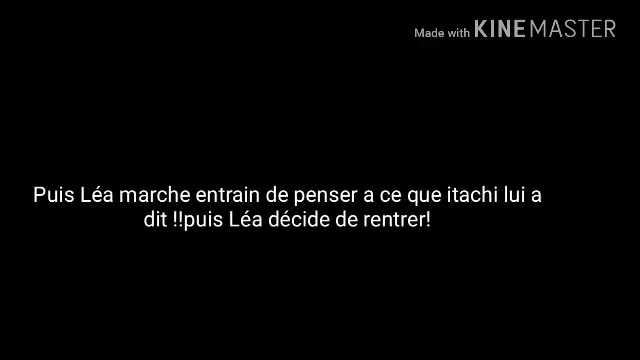 Made with KINEMASTER
Puis Léa marche entrain de penser a ce que itachi lui a
dit !!puis Léa décide de rentrer!